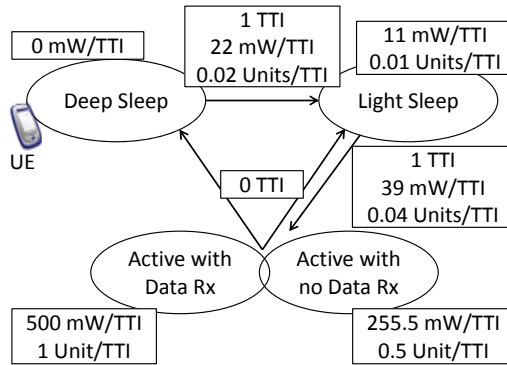 0 mW/TTI
1 TTI
22 mW/TTI
0.02 Units/TTI
11 mW/TTI
0.01 Units/TTI
Deep Sleep
Light Sleep
UE
0 TTI
1 TTI
39 mW/TTI
0.04 Units/TTI
Active with
Data Rx
Active with
no Data Rx
500 mW/TTI
1 Unit/TTI
255.5 mW/TTI
0.5 Unit/TTI